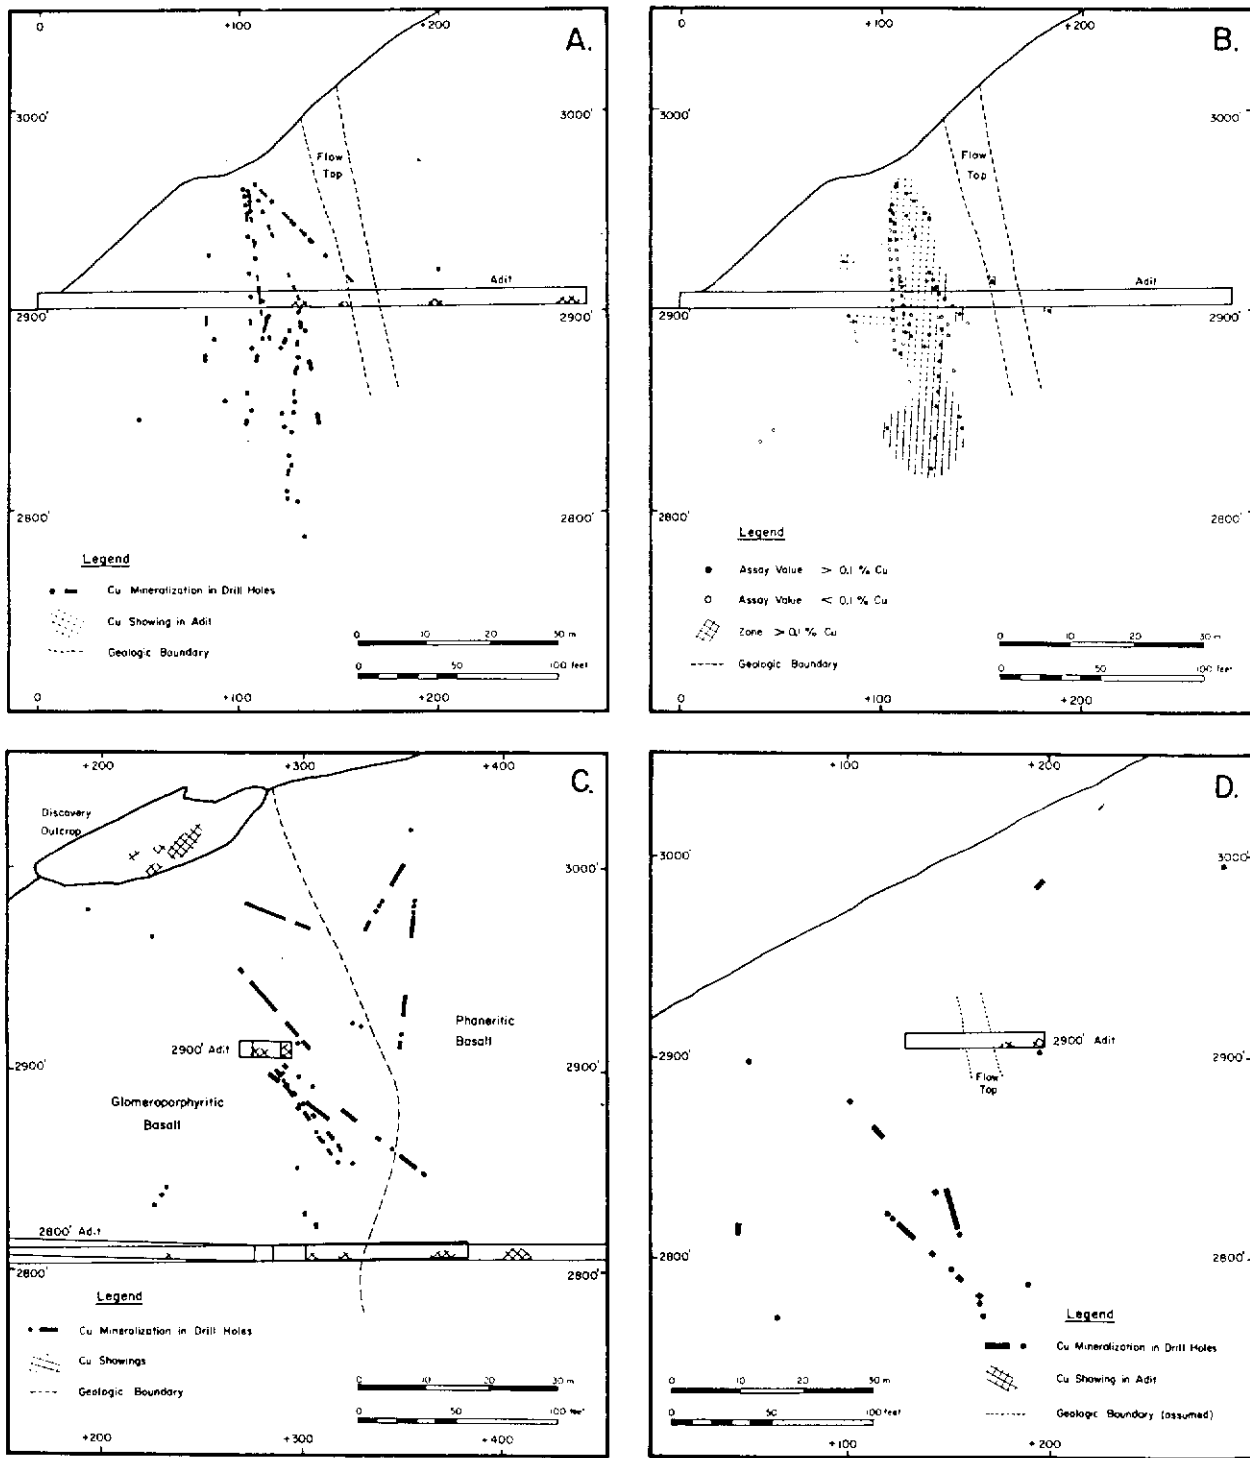 0 +100 +200
A.
3000' 3000'
Flow
Top
Adit
2900' 2900'
2800' 2800'
Legend
Cu Mineralization in Drill Holes
Cu Showing in Adit
Geologic Boundary
0 10 20 30 m
0 50 100 feet
0 +100 +200
0 +100 +200
B.
3000' 3000'
Flow
Top
Adit
2900' 2900'
2800' 2800'
Legend
Assay Value > 0.1 % Cu
Assay Value < 0.1 % Cu
Zone > 0.1 % Cu
Geologic Boundary
0 10 20 30 m
0 50 100 feet
0 +100 +200
+200 +300 +400
C.
Discovery
Outcrop
3000'
Phaneritic
Basalt
2900' Adit
2900' 2900'
Glomeroporphyritic
Basalt
2800' Adit
2800' 2800'
Legend
Cu Mineralization in Drill Holes
Cu Showings
Geologic Boundary
0 10 20 30 m
0 50 100 feet
+200 +300 +400
+100 +200
D.
3000' 3000'
2900' Adit
2900' 2900'
Flow
Top
2800' 2800'
Legend
Cu Mineralization in Drill Holes
Cu Showing in Adit
Geologic Boundary (assumed)
0 10 20 30 m
0 50 100 feet
+100 +200